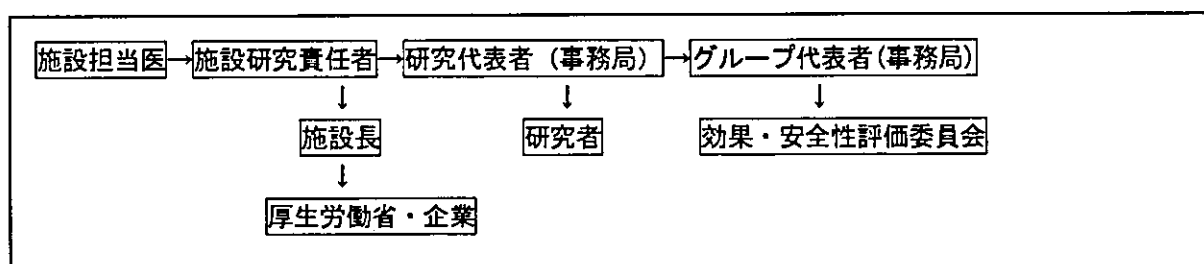 施設担当医→施設研究責任者→研究代表者（事務局）→グループ代表者(事務局)
↓ ↓ ↓
施設長 研究者 効果・安全性評価委員会
↓
厚生労働省・企業